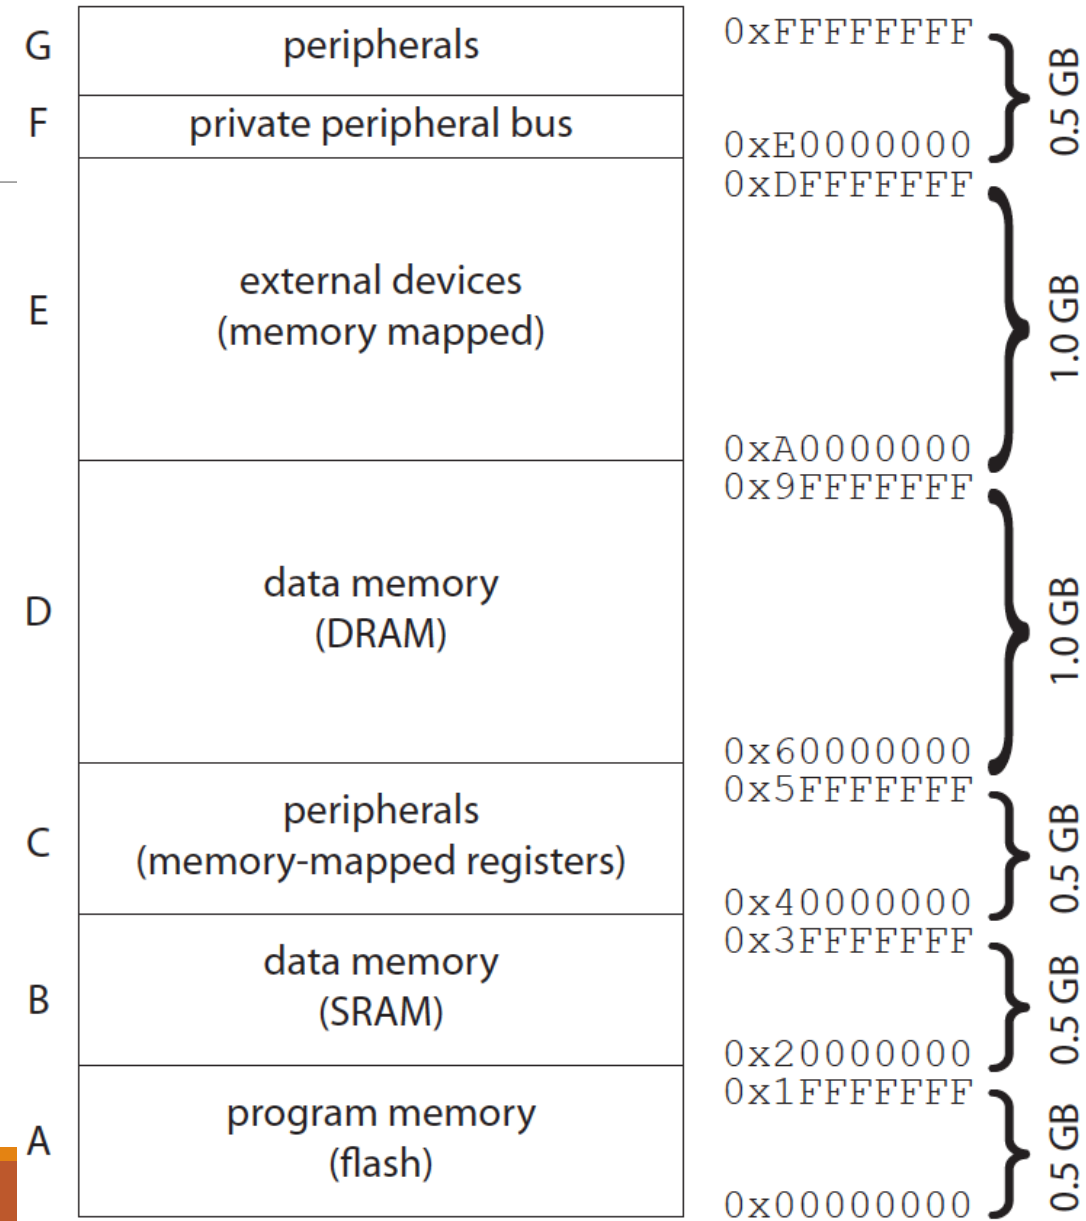 G
peripherals
0xFFFFFFFF
0.5 GB
F
private peripheral bus
0xE0000000
0xDFFFFFFF
E
external devices
(memory mapped)
1.0 GB
0xA0000000
0x9FFFFFFF
D
data memory
(DRAM)
1.0 GB
0x60000000
0x5FFFFFFF
C
peripherals
(memory-mapped registers)
0.5 GB
0x40000000
0x3FFFFFFF
B
data memory
(SRAM)
0.5 GB
0x20000000
0x1FFFFFFF
A
program memory
(flash)
0.5 GB
0x00000000